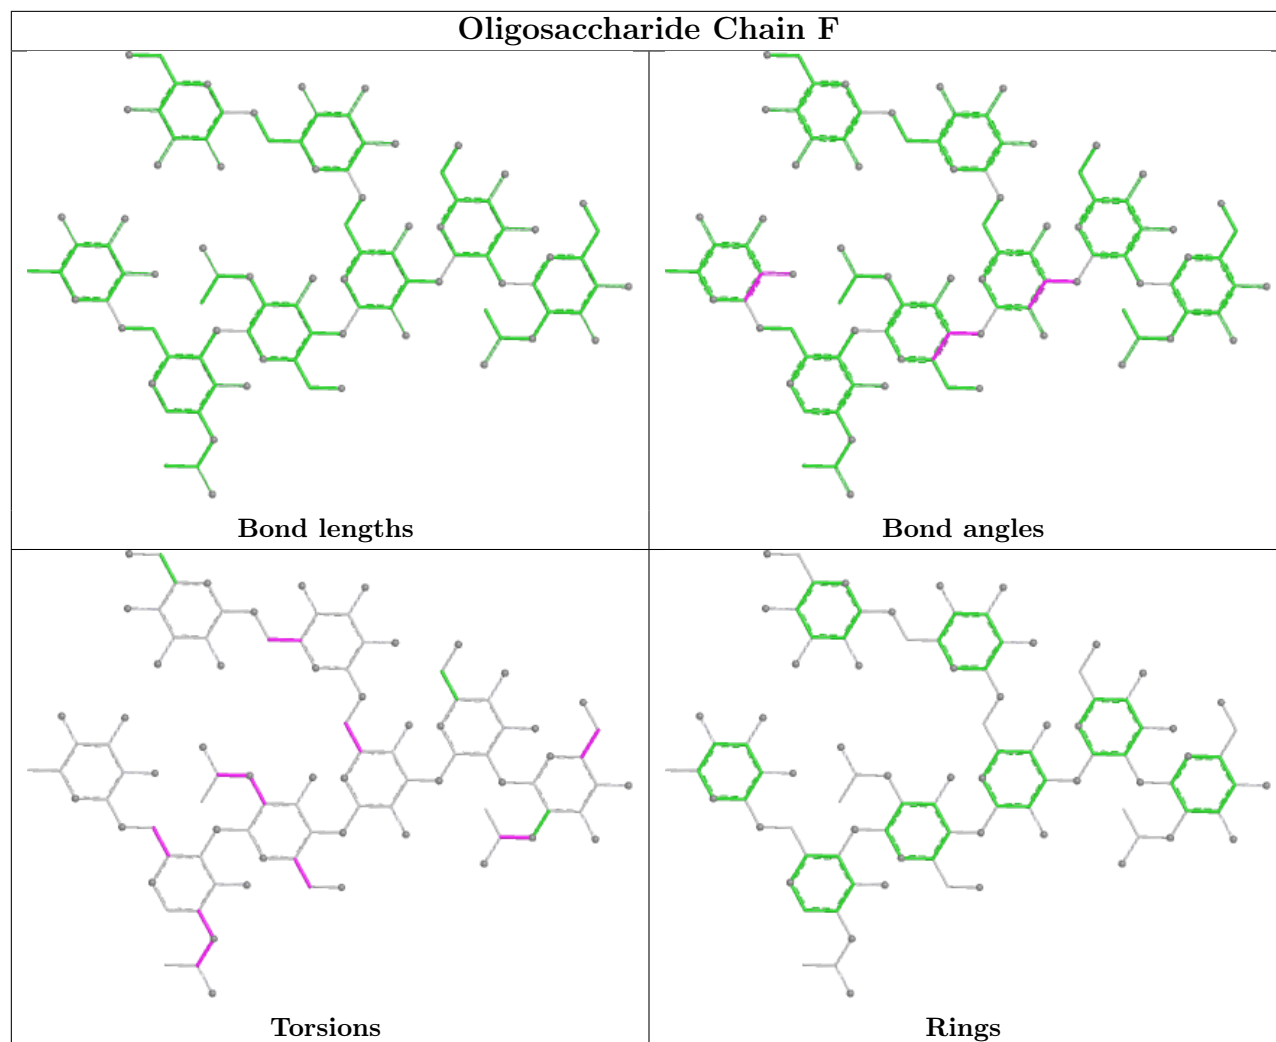 Oligosaccharide Chain F
Bond lengths
Bond angles
Torsions
Rings